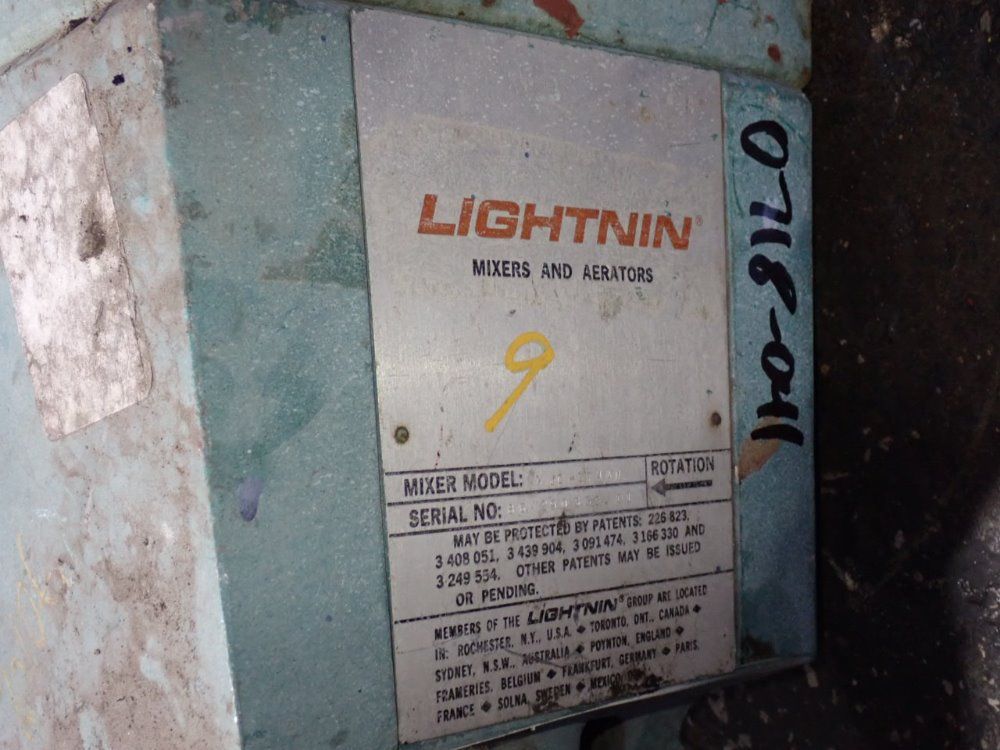 LIGHTNIN®
MIXERS AND AERATORS
9
MIXER MODEL:
ROTATION
SERIAL NO:
MAY BE PROTECTED BY PATENTS: 226 823,
3 408 051, 3 439 904, 3 091 474, 3 166 330 AND
3 249 554. OTHER PATENTS MAY BE ISSUED
OR PENDING.
MEMBERS OF THE LIGHTNIN® GROUP ARE LOCATED
IN: ROCHESTER, N.Y., U.S.A. ◆ TORONTO, ONT., CANADA ◆
SYDNEY, N.S.W., AUSTRALIA ◆ POYNTON, ENGLAND ◆
FRAMERIES, BELGIUM ◆ FRANKFURT, GERMANY ◆ PARIS,
FRANCE ◆ SOLNA, SWEDEN ◆ MEXICO,
0-718-041